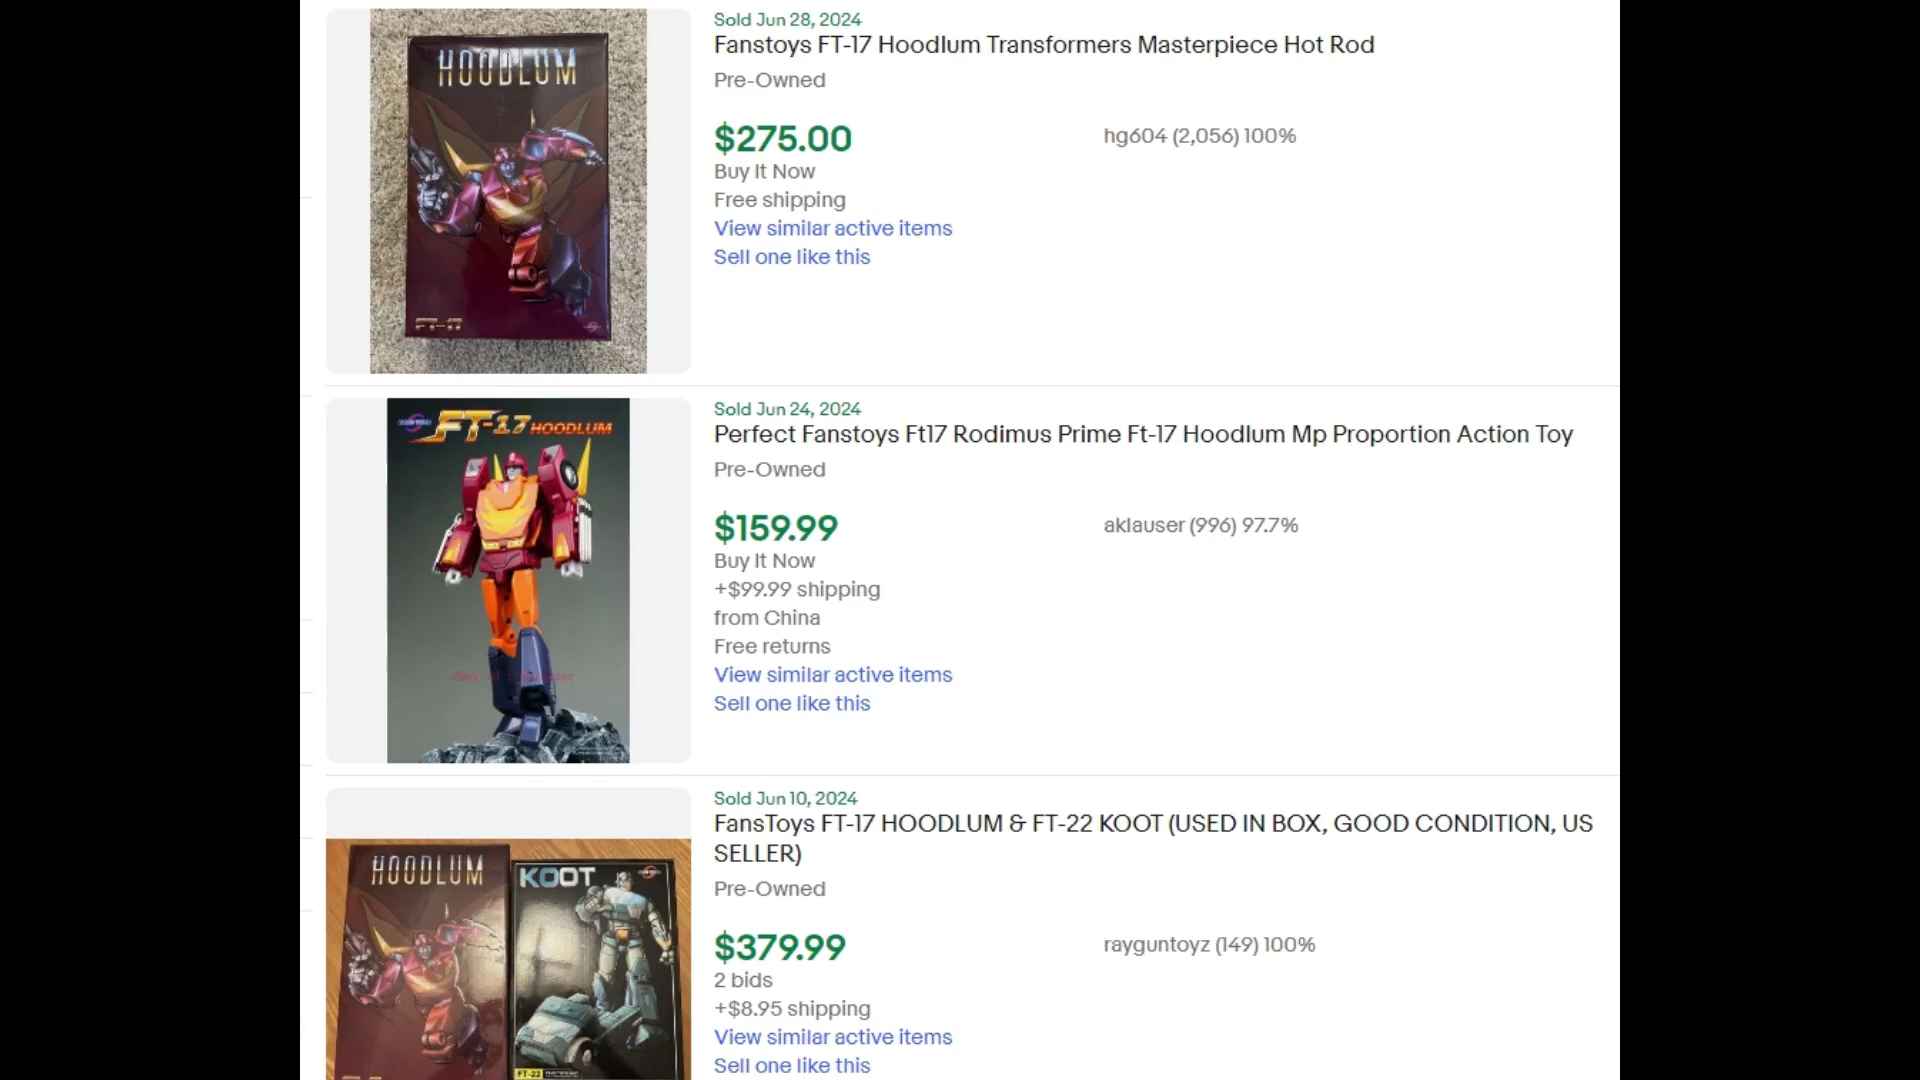 Sold Jun 28, 2024
Fanstoys FT-17 Hoodlum Transformers Masterpiece Hot Rod
Pre-Owned
$275.00
hg604 (2,056) 100%
Buy It Now
Free shipping
View similar active items
Sell one like this
HOODLUM
FT-17
Sold Jun 24, 2024
Perfect Fanstoys Ft17 Rodimus Prime Ft-17 Hoodlum Mp Proportion Action Toy
Pre-Owned
$159.99
aklauser (996) 97.7%
Buy It Now
+$99.99 shipping
from China
Free returns
View similar active items
Sell one like this
FT-17 HOODLUM
Sold Jun 10, 2024
FansToys FT-17 HOODLUM & FT-22 KOOT (USED IN BOX, GOOD CONDITION, US
SELLER)
Pre-Owned
$379.99
rayguntoyz (149) 100%
2 bids
+$8.95 shipping
View similar active items
Sell one like this
HOODLUM
KOOT
FT-22